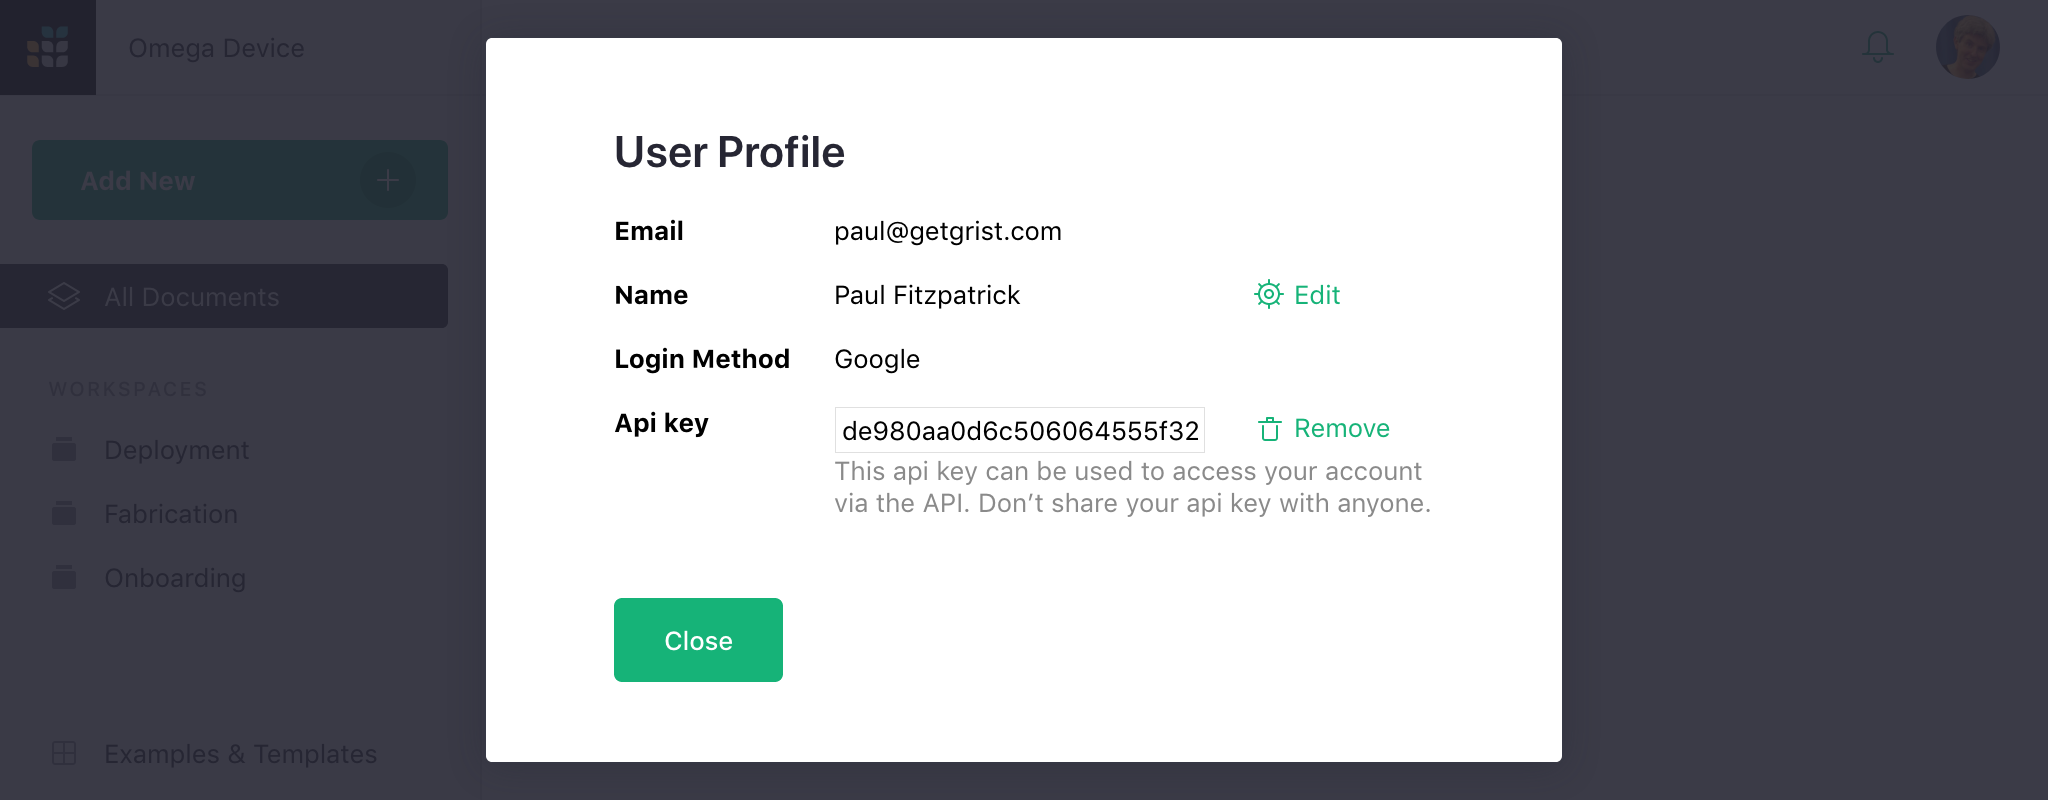 Omega Device
Add New
All Documents
WORKSPACES
Deployment
Fabrication
Onboarding
Examples & Templates
User Profile
Email paul@getgrist.com
Name Paul Fitzpatrick Edit
Login Method Google
Api key de980aa0d6c506064555f32 Remove
This api key can be used to access your account
via the API. Don’t share your api key with anyone.
Close